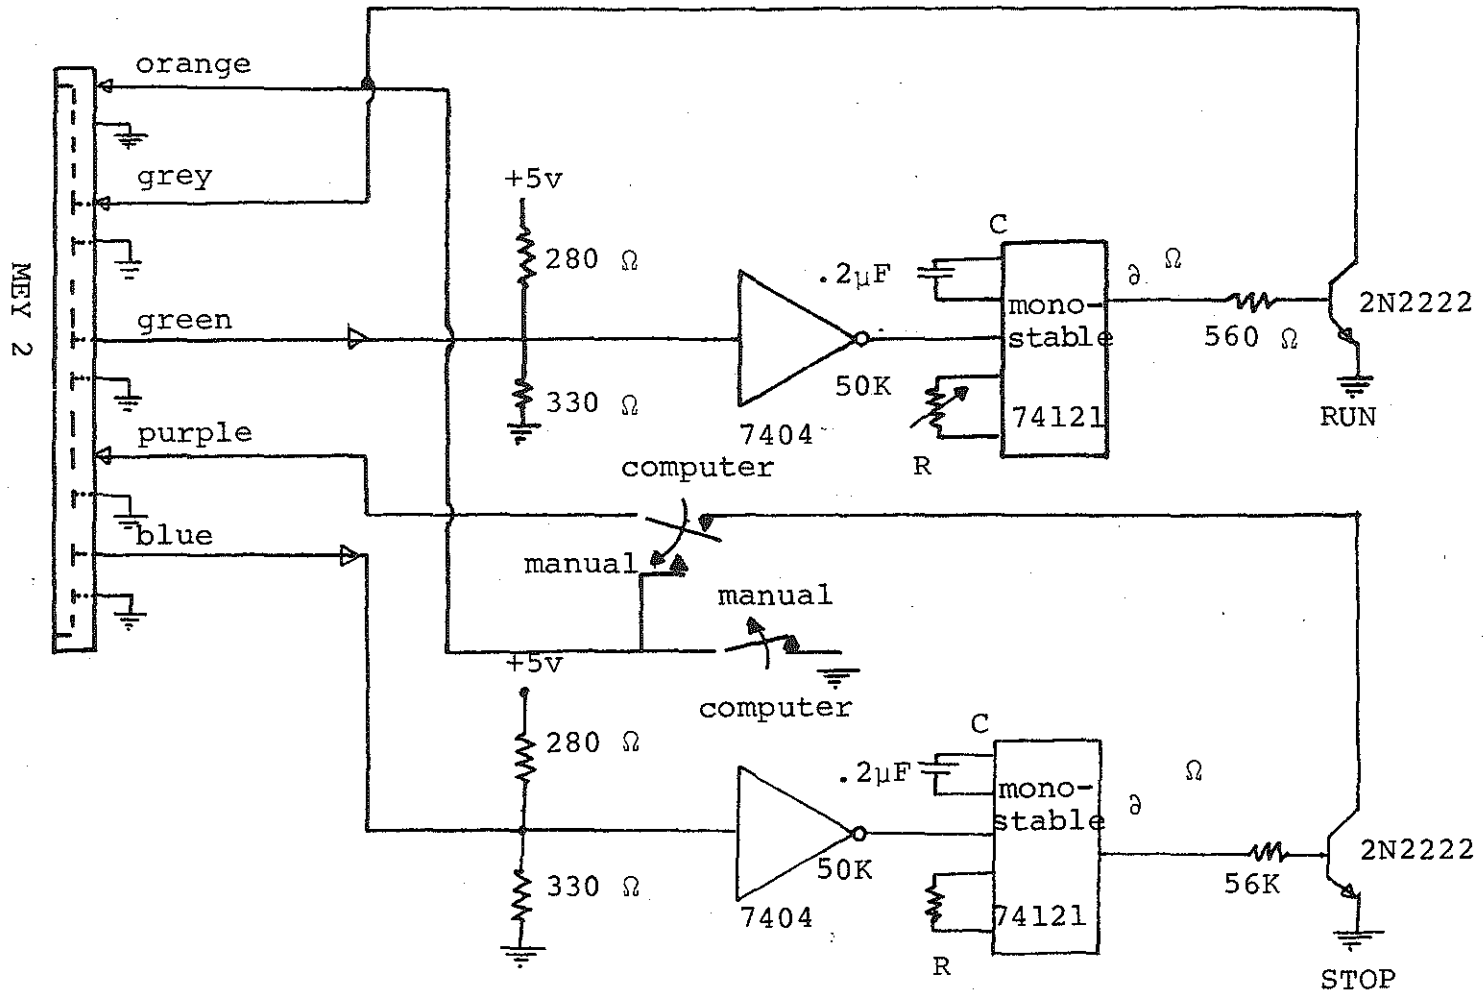 orange
grey
+5v
280 Ω
C
.2µF
mono-
stable
∂ Ω
2N2222
560 Ω
MEY 2
green
330 Ω
50K
7404
74121
R
RUN
purple
computer
blue
manual
manual
+5v
computer
C
280 Ω
.2µF
mono-
stable
∂ Ω
2N2222
50K
56K
330 Ω
7404
74121
R
STOP